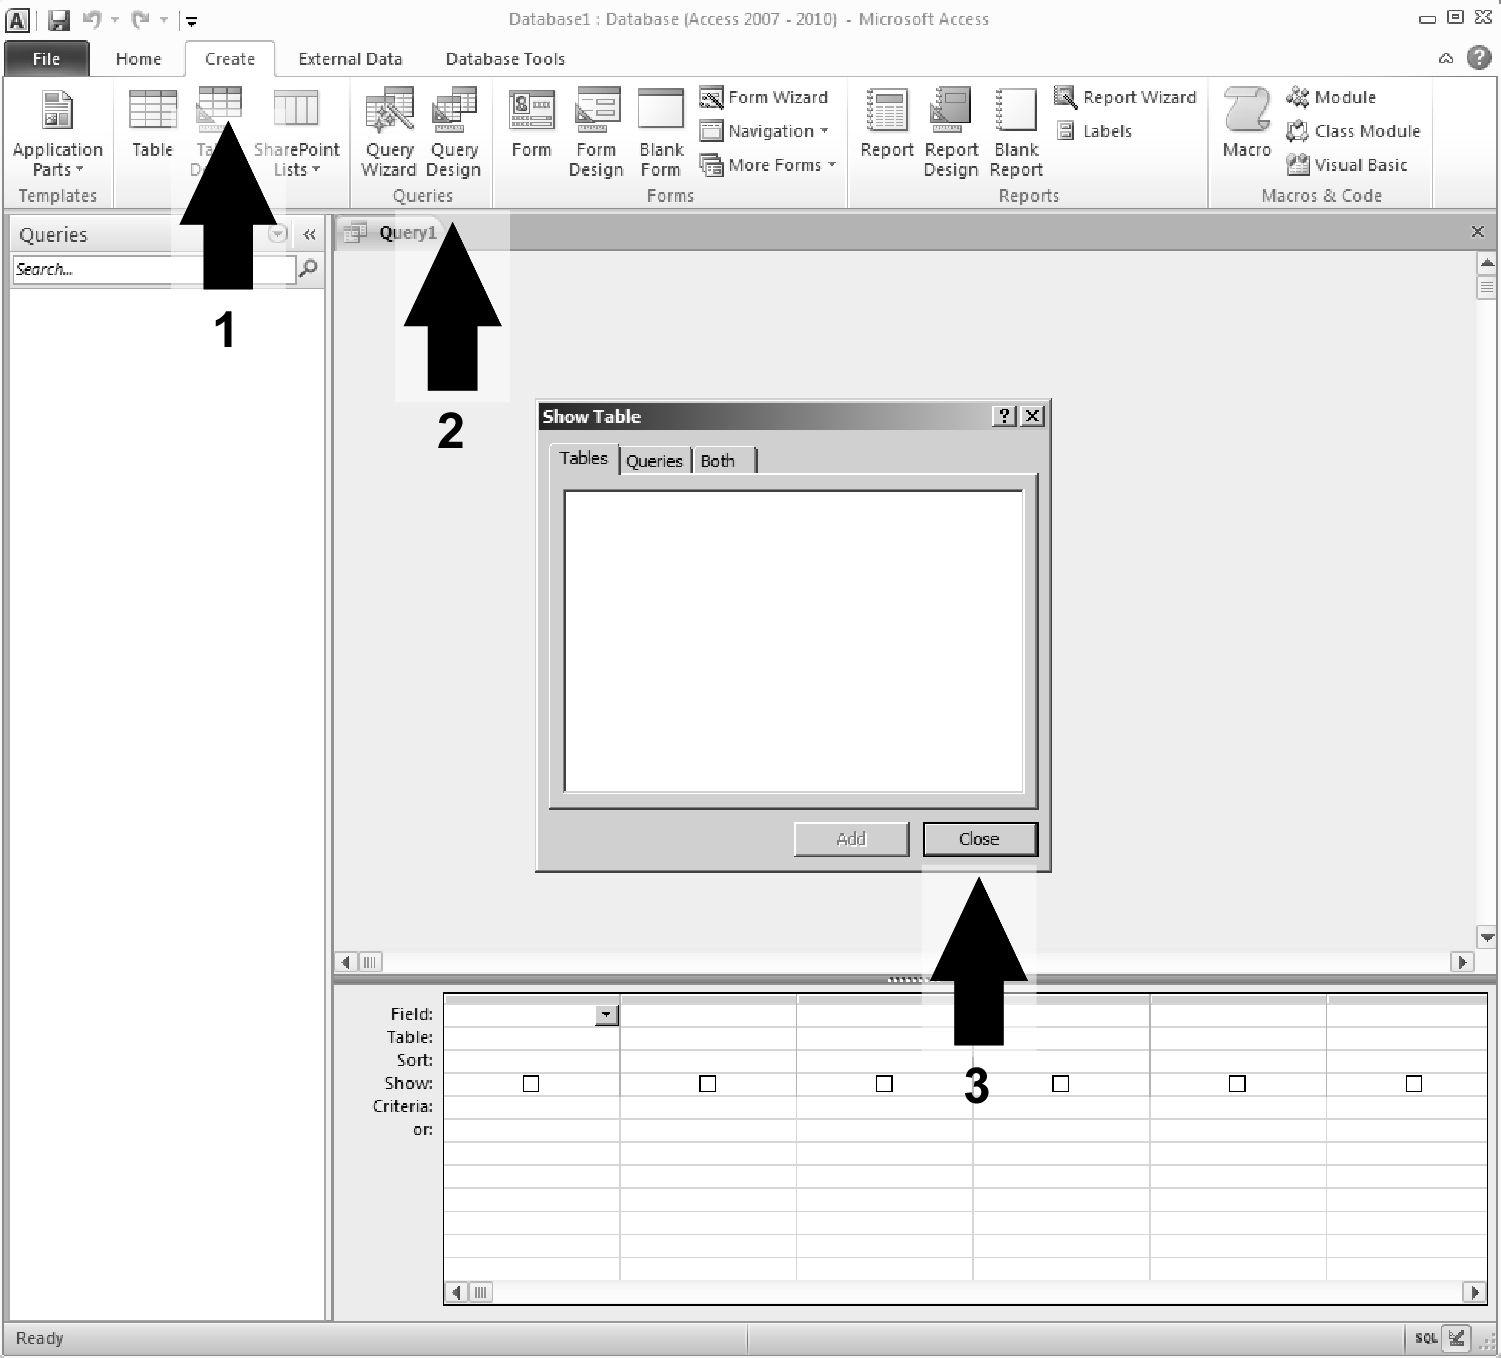 Database1 : Database (Access 2007 - 2010) - Microsoft Access
File Home Create External Data Database Tools
Application Parts
Templates
Table
SharePoint Lists
Query Wizard
Query Design
Queries
Form
Form Design
Blank Form
Form Wizard
Navigation
More Forms
Forms
Report
Report Design
Blank Report
Report Wizard
Labels
Reports
Macro
Module
Class Module
Visual Basic
Macros & Code
Queries
Search...
Query1
1
2
Show Table
Tables Queries Both
Add Close
3
Field:
Table:
Sort:
Show:
Criteria:
or:
Ready
SQL